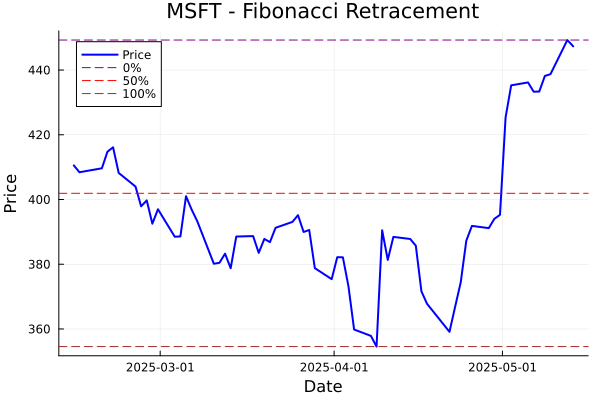 MSFT - Fibonacci Retracement
Price
0%
50%
100%
440
420
400
380
360
Price
2025-03-01
2025-04-01
2025-05-01
Date